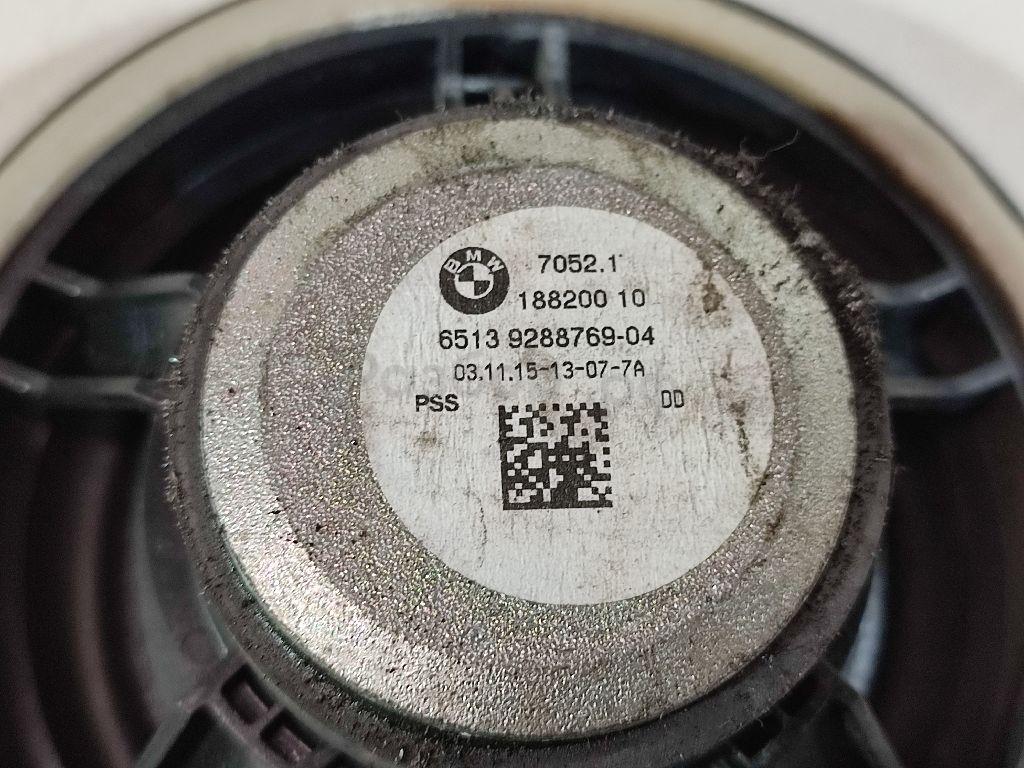 BMW
7052.1
188200 10
6513 9288769-04
03.11.15-13-07-7A
PSS DD